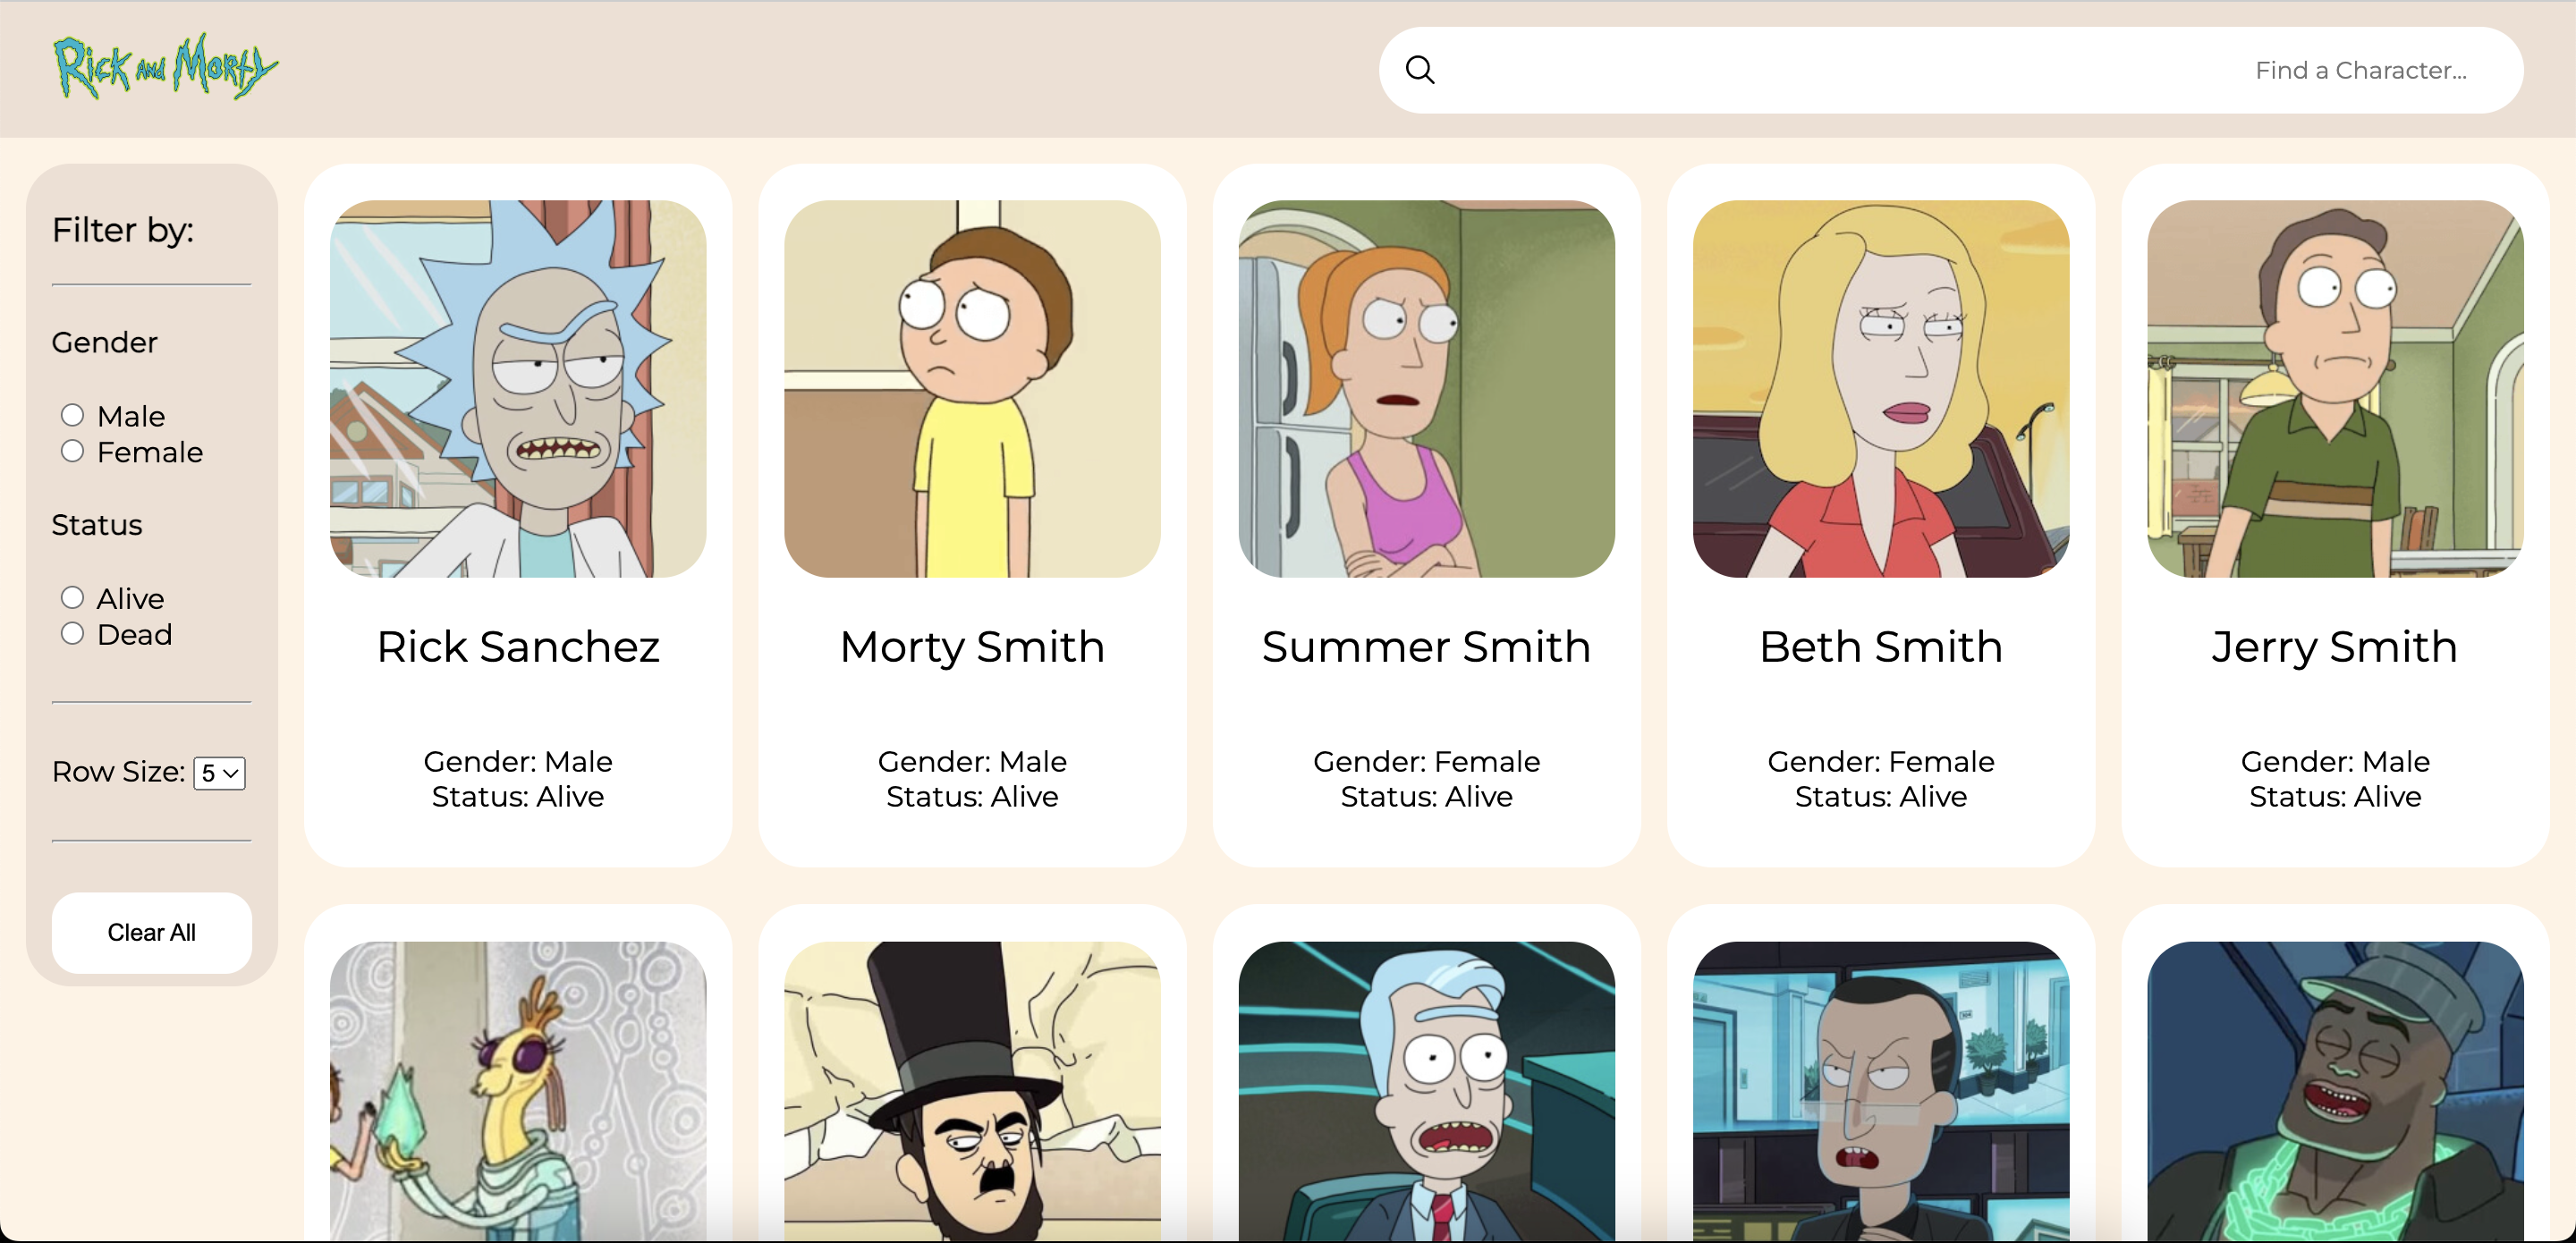 Rick and Morty
Find a Character...
Filter by:
Gender
Male
Female
Status
Alive
Dead
Row Size: 5
Clear All
Rick Sanchez
Gender: Male
Status: Alive
Morty Smith
Gender: Male
Status: Alive
Summer Smith
Gender: Female
Status: Alive
Beth Smith
Gender: Female
Status: Alive
Jerry Smith
Gender: Male
Status: Alive